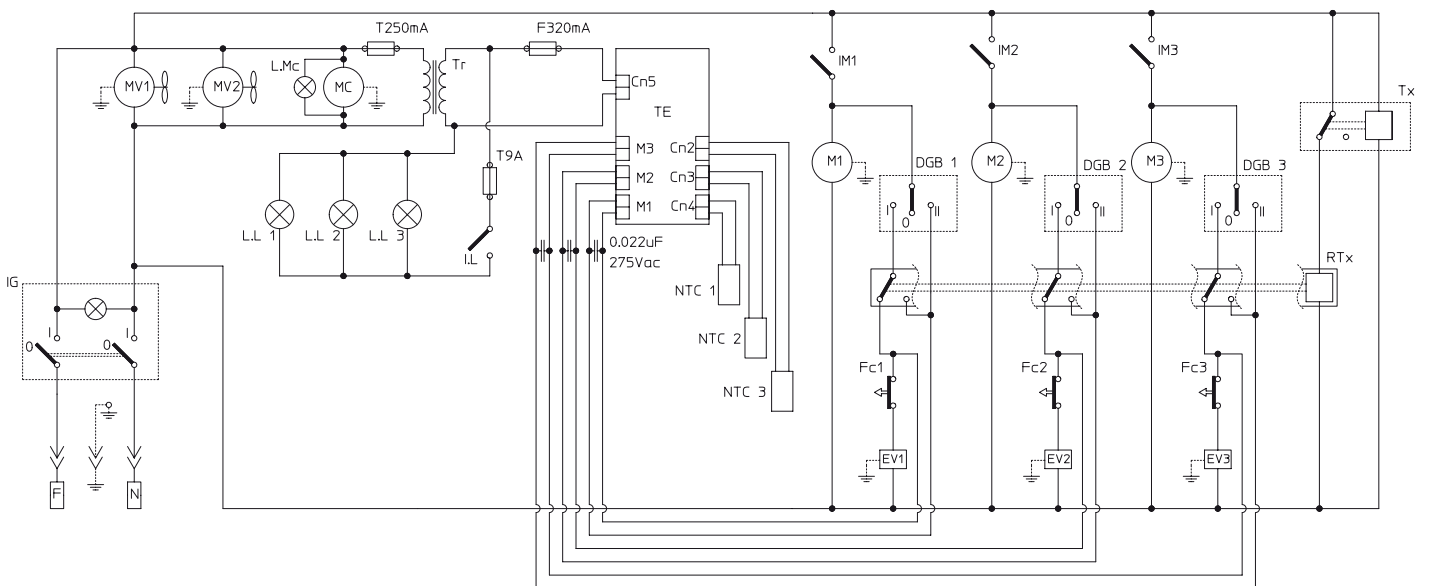 T250mA
F320mA
IM1
IM2
IM3
L.Mc
Tr
MV1
MV2
MC
Cn5
TE
Tx
M3
Cn2
T9A
M2
Cn3
M1
Cn4
M1
M2
M3
DGB 1
DGB 2
DGB 3
I
0
II
I
0
II
I
0
II
L.L 1
L.L 2
L.L 3
I.L
0.022uF
275Vac
RTx
IG
NTC 1
I
I
0
0
NTC 2
Fc1
Fc2
Fc3
NTC 3
EV1
EV2
EV3
F
N